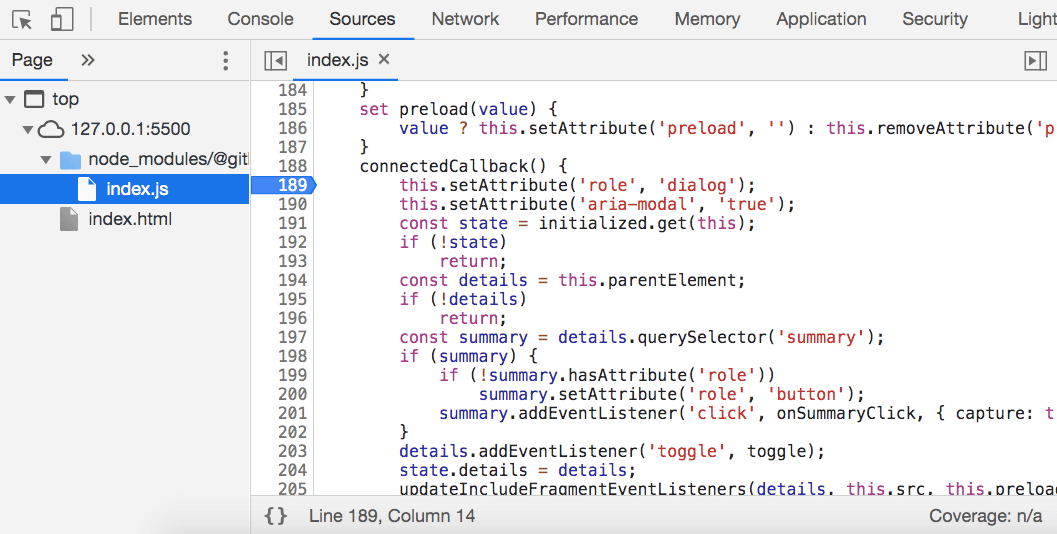 Elements Console Sources Network Performance Memory Application Security Light
Page index.js ×
top
127.0.0.1:5500
node_modules/@gitl
index.js
index.html
184 }
185 set preload(value) {
186 value ? this.setAttribute('preload', '') : this.removeAttribute('p
187 }
188 connectedCallback() {
189 this.setAttribute('role', 'dialog');
190 this.setAttribute('aria-modal', 'true');
191 const state = initialized.get(this);
192 if (!state)
193 return;
194 const details = this.parentElement;
195 if (!details)
196 return;
197 const summary = details.querySelector('summary');
198 if (summary) {
199 if (!summary.hasAttribute('role'))
200 summary.setAttribute('role', 'button');
201 summary.addEventListener('click', onSummaryClick, { capture: t
202 }
203 details.addEventListener('toggle', toggle);
204 state.details = details;
205 updateIncludeFragmentEventListeners(details, this.src, this.preload
{} Line 189, Column 14 Coverage: n/a